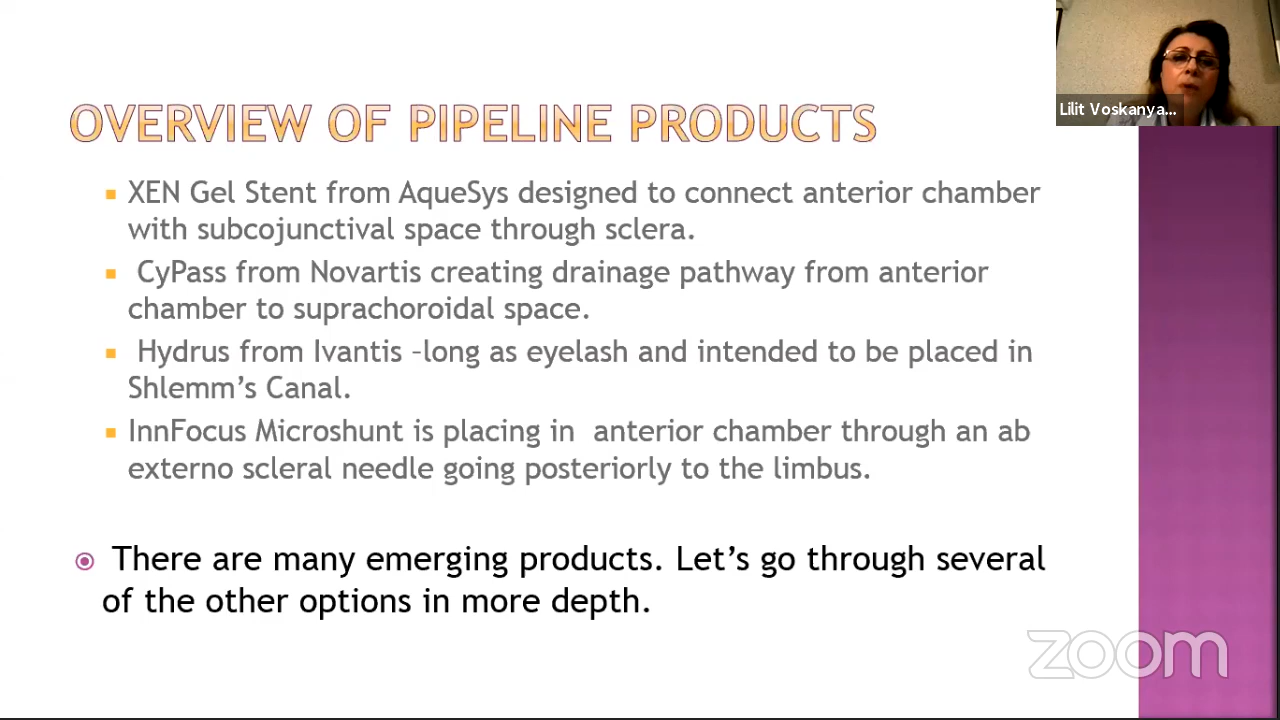 Lilit Voskanya...
OVERVIEW OF PIPELINE PRODUCTS
XEN Gel Stent from AqueSys designed to connect anterior chamber
with subcojunctival space through sclera.
CyPass from Novartis creating drainage pathway from anterior
chamber to suprachoroidal space.
Hydrus from Ivantis –long as eyelash and intended to be placed in
Shlemm’s Canal.
InnFocus Microshunt is placing in anterior chamber through an ab
externo scleral needle going posteriorly to the limbus.
There are many emerging products. Let’s go through several
of the other options in more depth.
zoom